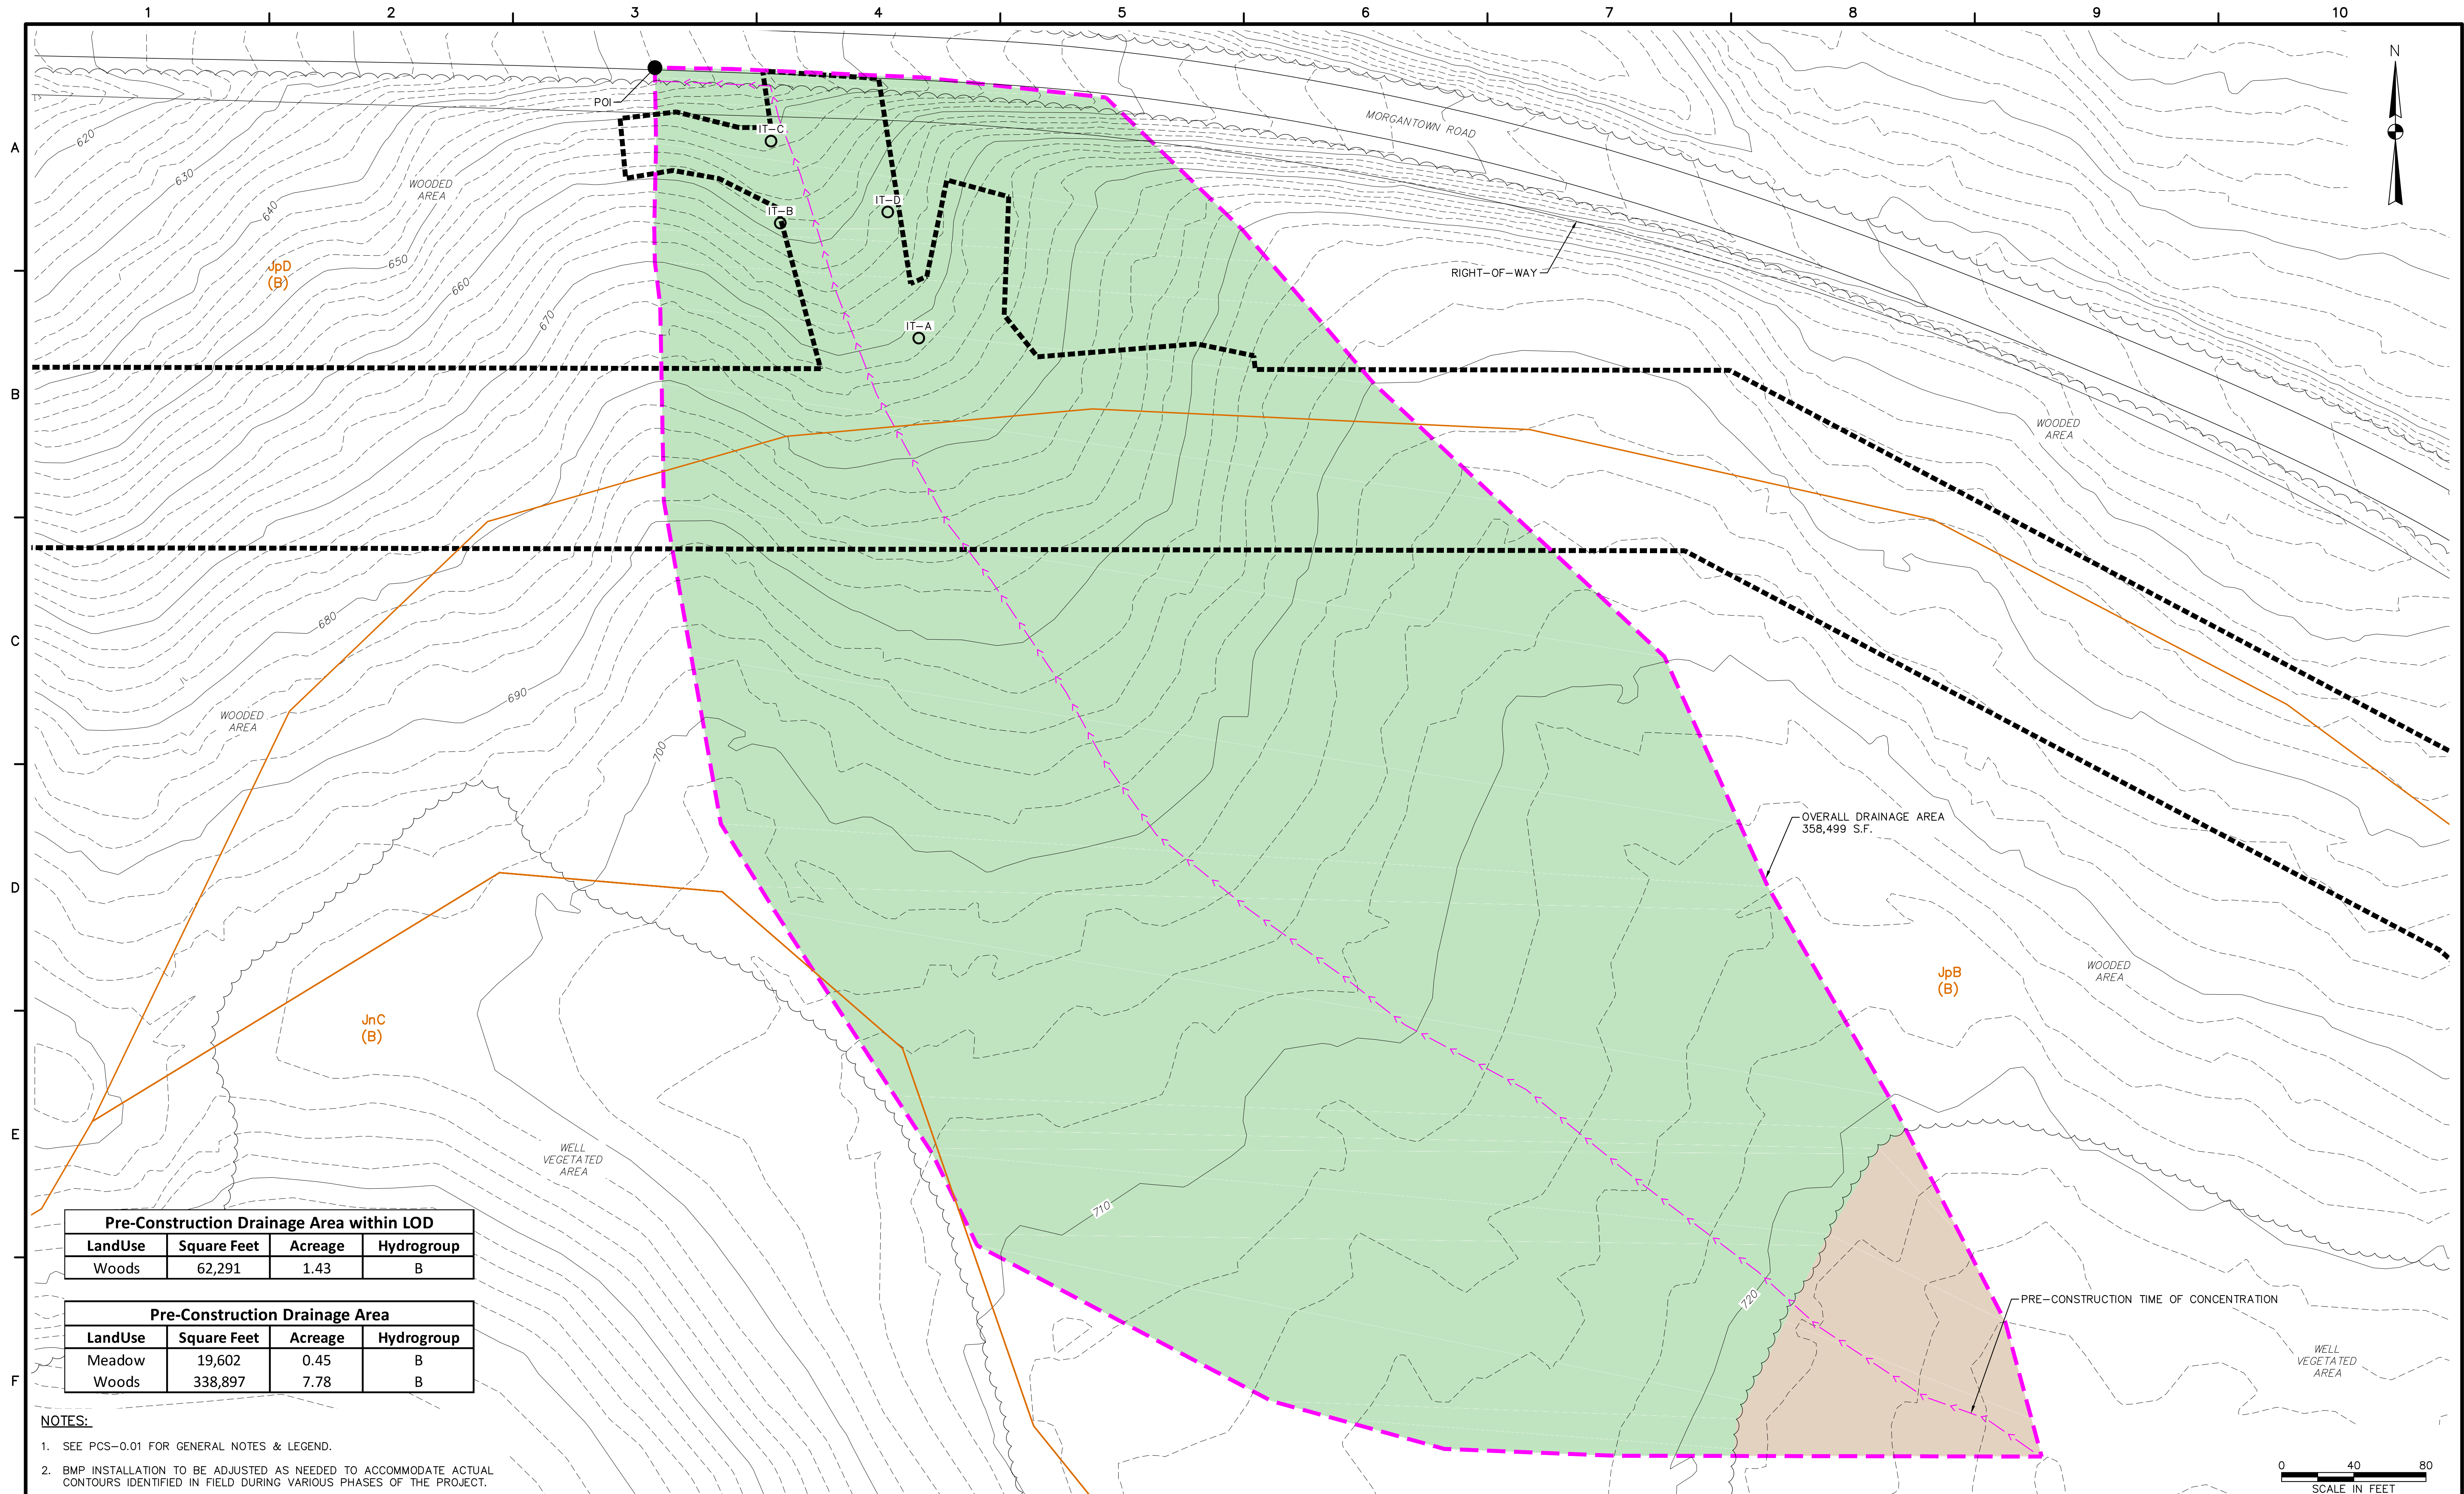 1 2 3 4 5 6 7 8 9 10
A
B
C
D
E
F
N
POI
IT-C
IT-B
IT-D
IT-A
MORGANTOWN ROAD
RIGHT-OF-WAY
620
630
640
650
660
670
680
690
700
710
720
WOODED
AREA
JpD
(B)
WOODED
AREA
WOODED
AREA
OVERALL DRAINAGE AREA
358,499 S.F.
JpB
(B)
WOODED
AREA
JnC
(B)
WELL
VEGETATED
AREA
PRE-CONSTRUCTION TIME OF CONCENTRATION
WELL
VEGETATED
AREA
Pre-Construction Drainage Area within LOD
LandUse Square Feet Acreage Hydrogroup
Woods 62,291 1.43 B
Pre-Construction Drainage Area
LandUse Square Feet Acreage Hydrogroup
Meadow 19,602 0.45 B
Woods 338,897 7.78 B
NOTES:
1. SEE PCS-0.01 FOR GENERAL NOTES & LEGEND.
2. BMP INSTALLATION TO BE ADJUSTED AS NEEDED TO ACCOMMODATE ACTUAL
CONTOURS IDENTIFIED IN FIELD DURING VARIOUS PHASES OF THE PROJECT.
0 40 80
SCALE IN FEET